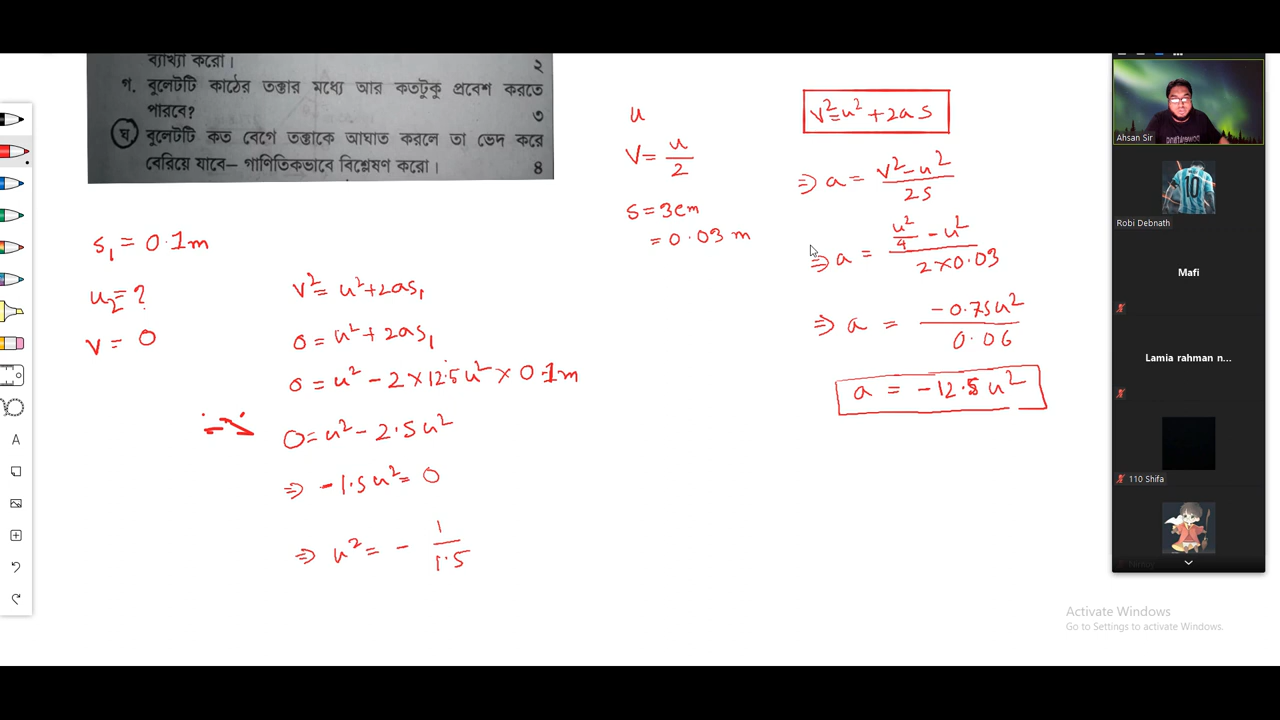 ব্যাখ্যা করো। ২
গ. বুলেটটি কাঠের তক্তার মধ্যে আর কতটুকু প্রবেশ করতে
পারবে? ৩
ঘ. বুলেটটি কত বেগে তক্তাকে আঘাত করলে তা ভেদ করে
বেরিয়ে যাবে– গাণিতিকভাবে বিশ্লেষণ করো। ৪
s₁ = 0.1m
u₂ = ?
v = 0
v² = u² + 2as₁
0 = u² + 2as₁
0 = u² - 2 × 12.5u² × 0.1m
0 = u² - 2.5u²
⇒ -1.5u² = 0
⇒ u² = - 1/1.5
u
v = u/2
s = 3cm
= 0.03 m
v² = u² + 2as
⇒ a = (v² - u²)/2s
⇒ a = (u²/4 - u²)/(2×0.03)
⇒ a = -0.75u²/0.06
a = -12.5u²
Ahsan Sir
Robi Debnath
Mafi
Lamia rahman n...
110 Shifa
A
10
Activate Windows
Go to Settings to activate Windows.